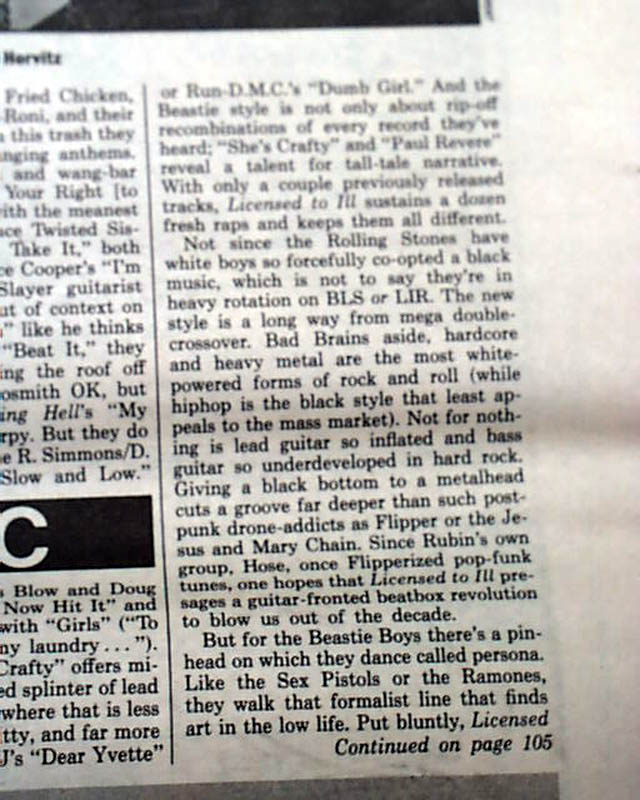 Horvitz
Fried Chicken,
Roni, and their
this trash they
nging anthems.
and wang-bar
Your Right [to
ith the meanest
ce Twisted Sis-
Take It," both
ce Cooper's "I'm
Slayer guitarist
ut of context on
" like he thinks
"Beat It," they
ing the roof off
osmith OK, but
ing Hell's "My
rpy. But they do
e R. Simmons/D.
Slow and Low."
C
s Blow and Doug
Now Hit It" and
with "Girls" ("To
ny laundry . . .").
Crafty" offers mi-
ed splinter of lead
where that is less
tty, and far more
J's "Dear Yvette"
or Run-D.M.C.'s "Dumb Girl." And the
Beastie style is not only about rip-off
recombinations of every record they've
heard; "She's Crafty" and "Paul Revere"
reveal a talent for tall-tale narrative.
With only a couple previously released
tracks, Licensed to Ill sustains a dozen
fresh raps and keeps them all different.
Not since the Rolling Stones have
white boys so forcefully co-opted a black
music, which is not to say they're in
heavy rotation on BLS or LIR. The new
style is a long way from mega double-
crossover. Bad Brains aside, hardcore
and heavy metal are the most white-
powered forms of rock and roll (while
hiphop is the black style that least ap-
peals to the mass market). Not for noth-
ing is lead guitar so inflated and bass
guitar so underdeveloped in hard rock.
Giving a black bottom to a metalhead
cuts a groove far deeper than such post-
punk drone-addicts as Flipper or the Je-
sus and Mary Chain. Since Rubin's own
group, Hose, once Flipperized pop-funk
tunes, one hopes that Licensed to Ill pre-
sages a guitar-fronted beatbox revolution
to blow us out of the decade.
But for the Beastie Boys there's a pin-
head on which they dance called persona.
Like the Sex Pistols or the Ramones,
they walk that formalist line that finds
art in the low life. Put bluntly, Licensed
Continued on page 105